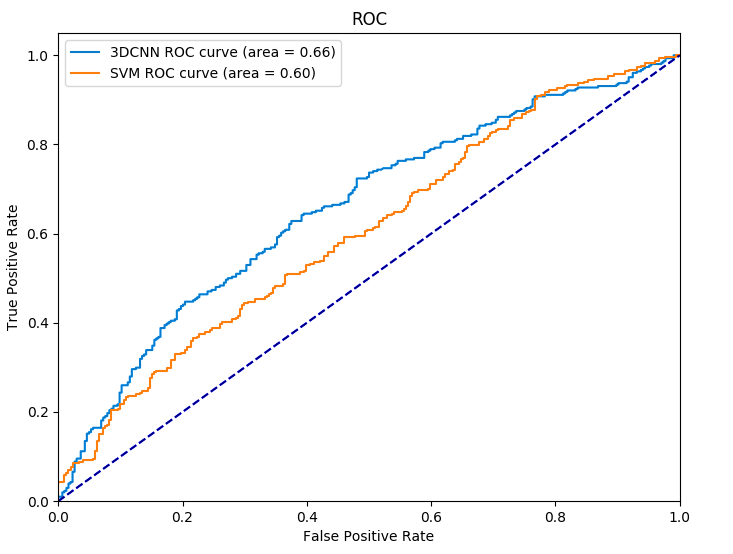 ROC
3DCNN ROC curve (area = 0.66)
SVM ROC curve (area = 0.60)
1.0
0.8
0.6
0.4
0.2
0.0
True Positive Rate
0.0 0.2 0.4 0.6 0.8 1.0
False Positive Rate